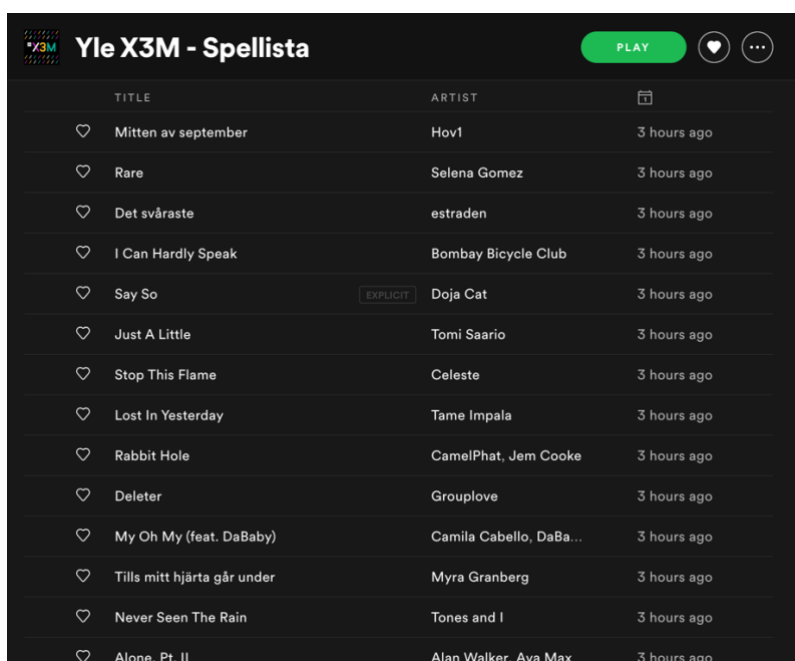 X3M Yle X3M - Spellista PLAY
TITLE ARTIST
Mitten av september Hov1 3 hours ago
Rare Selena Gomez 3 hours ago
Det svåraste estraden 3 hours ago
I Can Hardly Speak Bombay Bicycle Club 3 hours ago
Say So EXPLICIT Doja Cat 3 hours ago
Just A Little Tomi Saario 3 hours ago
Stop This Flame Celeste 3 hours ago
Lost In Yesterday Tame Impala 3 hours ago
Rabbit Hole CamelPhat, Jem Cooke 3 hours ago
Deleter Grouplove 3 hours ago
My Oh My (feat. DaBaby) Camila Cabello, DaBa... 3 hours ago
Tills mitt hjärta går under Myra Granberg 3 hours ago
Never Seen The Rain Tones and I 3 hours ago
Alone, Pt. II Alan Walker, Ava Max 3 hours ago